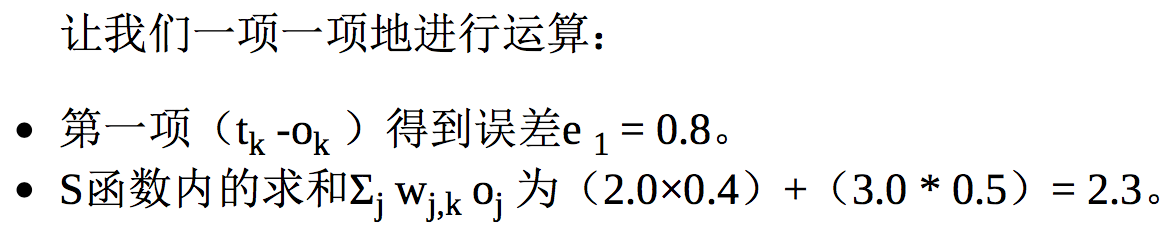 让我们一项一项地进行运算：
• 第一项（tk -ok ）得到误差e 1 = 0.8。
• S函数内的求和Σj wj,k oj 为（2.0×0.4）+（3.0 * 0.5）= 2.3。